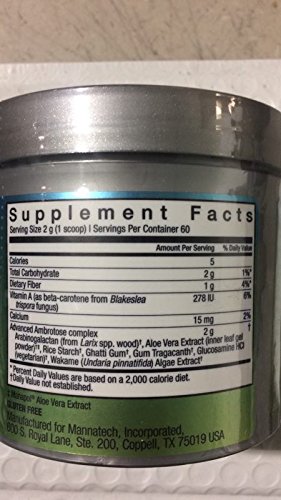 Supplement Facts
Serving Size 2 g (1 scoop) | Servings Per Container 60
Amount Per Serving % Daily Value
Calories 5
Total Carbohydrate 2 g 1%*
Dietary Fiber 1 g 4%*
Vitamin A (as beta-carotene from Blakeslea trispora fungus) 278 IU 6%
Calcium 15 mg 2%
Advanced Ambrotose complex 2 g †
Arabinogalactan (from Larix spp. wood)†, Aloe Vera Extract (inner leaf gel
powder)†, Rice Starch†, Ghatti Gum†, Gum Tragacanth†, Glucosamine HCl
(vegetarian)†, Wakame (Undaria pinnatifida) Algae Extract†
*Percent Daily Values are based on a 2,000 calorie diet.
†Daily Value not established.
Manapol® Aloe Vera Extract
GLUTEN FREE
Manufactured for Mannatech, Incorporated.
600 S. Royal Lane, Ste. 200, Coppell, TX 75019 USA